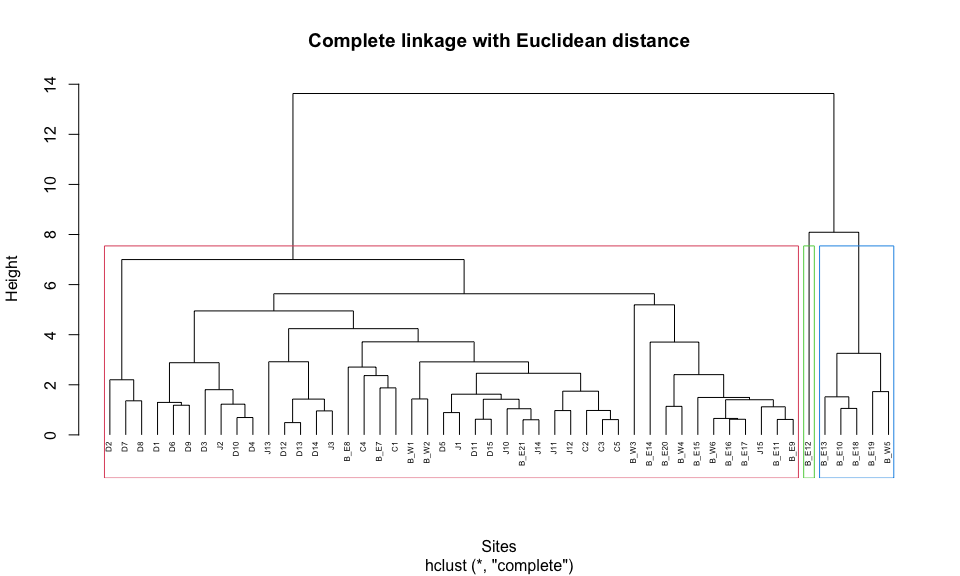 Complete linkage with Euclidean distance
Height
14
12
10
8
6
4
2
0
D2 D7 D8 D1 D6 D9 D3 J2 D10 D4 J13 D12 D13 D14 J3 B_E8 C4 B_E7 C1 B_W1 B_W2 D5 J1 D11 D15 J10 B_E21 J14 J11 J12 C2 C3 C5 B_W3 B_E14 B_E20 B_W4 B_E15 B_W6 B_E16 B_E17 J15 B_E11 B_E9 B_E12 B_E13 B_E10 B_E18 B_E19 B_W5
Sites
hclust (*, "complete")